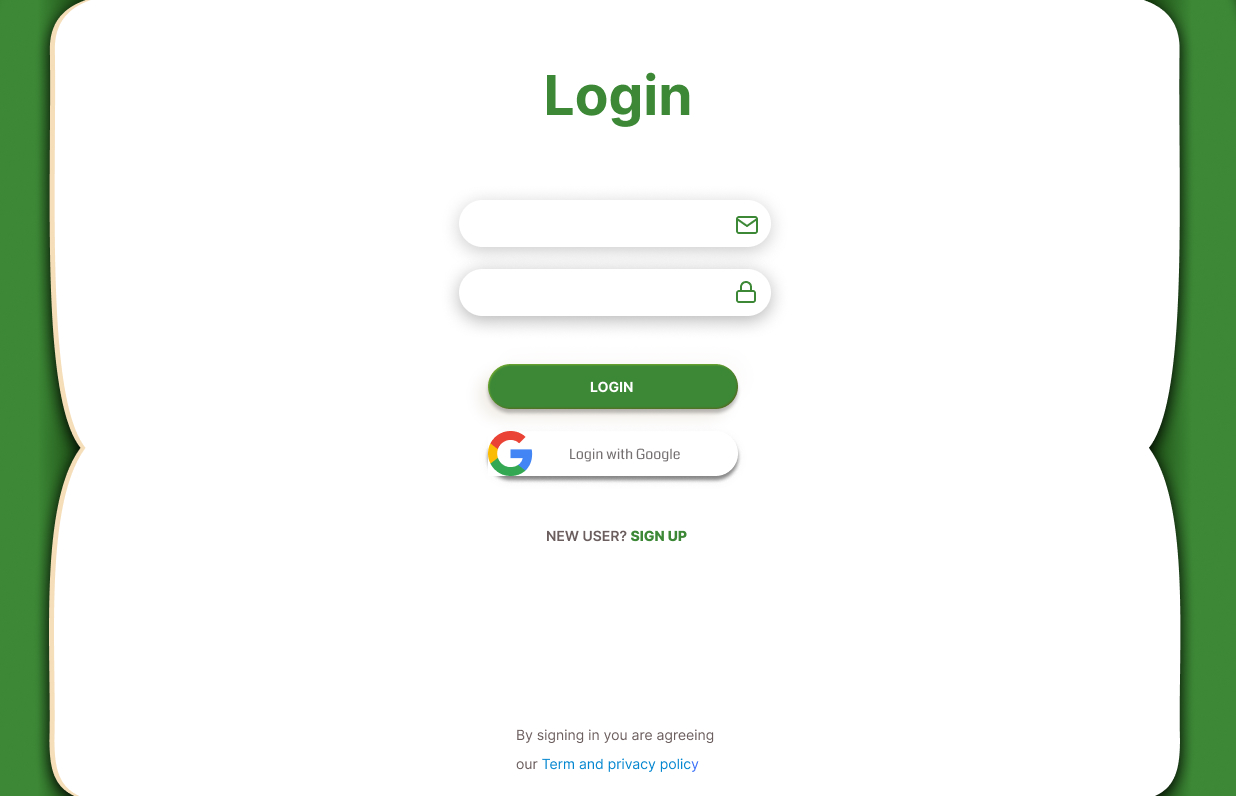 Login
LOGIN
Login with Google
NEW USER? SIGN UP
By signing in you are agreeing
our Term and privacy policy